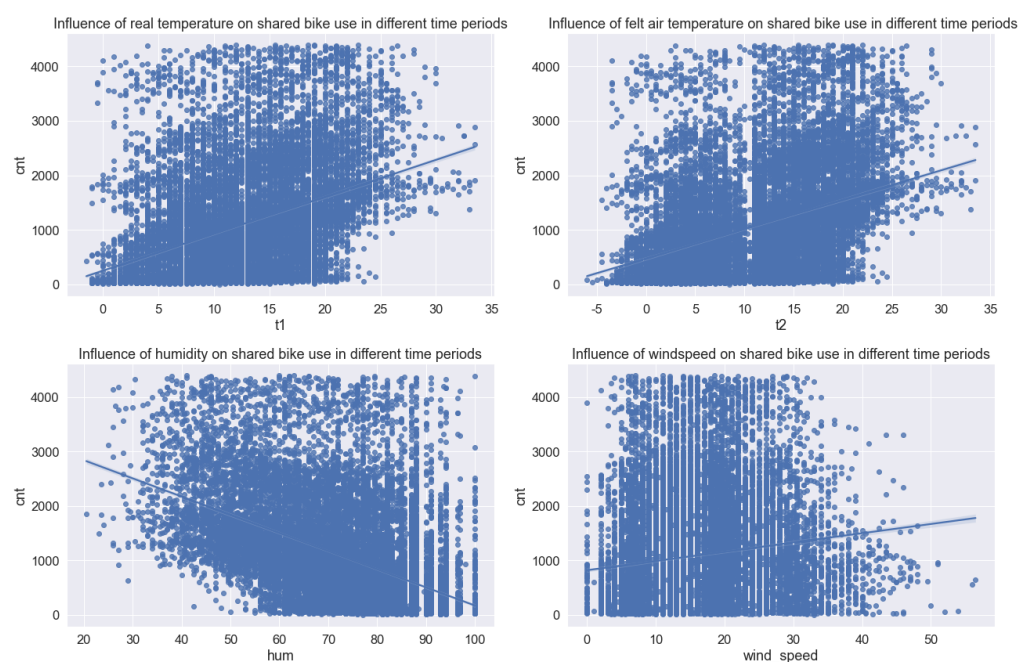 Influence of real temperature on shared bike use in different time periods
4000
3000
2000
1000
0
cnt
0 5 10 15 20 25 30 35
t1
Influence of felt air temperature on shared bike use in different time periods
4000
3000
2000
1000
0
cnt
-5 0 5 10 15 20 25 30 35
t2
Influence of humidity on shared bike use in different time periods
4000
3000
2000
1000
0
cnt
20 30 40 50 60 70 80 90 100
hum
Influence of windspeed on shared bike use in different time periods
4000
3000
2000
1000
0
cnt
0 10 20 30 40 50
wind_speed